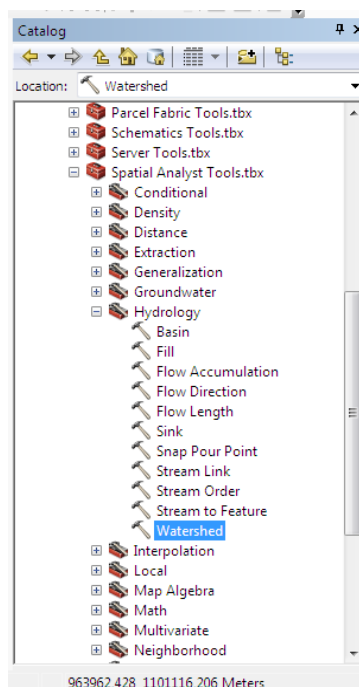 Catalog
Location: Watershed
Parcel Fabric Tools.tbx
Schematics Tools.tbx
Server Tools.tbx
Spatial Analyst Tools.tbx
Conditional
Density
Distance
Extraction
Generalization
Groundwater
Hydrology
Basin
Fill
Flow Accumulation
Flow Direction
Flow Length
Sink
Snap Pour Point
Stream Link
Stream Order
Stream to Feature
Watershed
Interpolation
Local
Map Algebra
Math
Multivariate
Neighborhood
963962.428 1101116.206 Meters